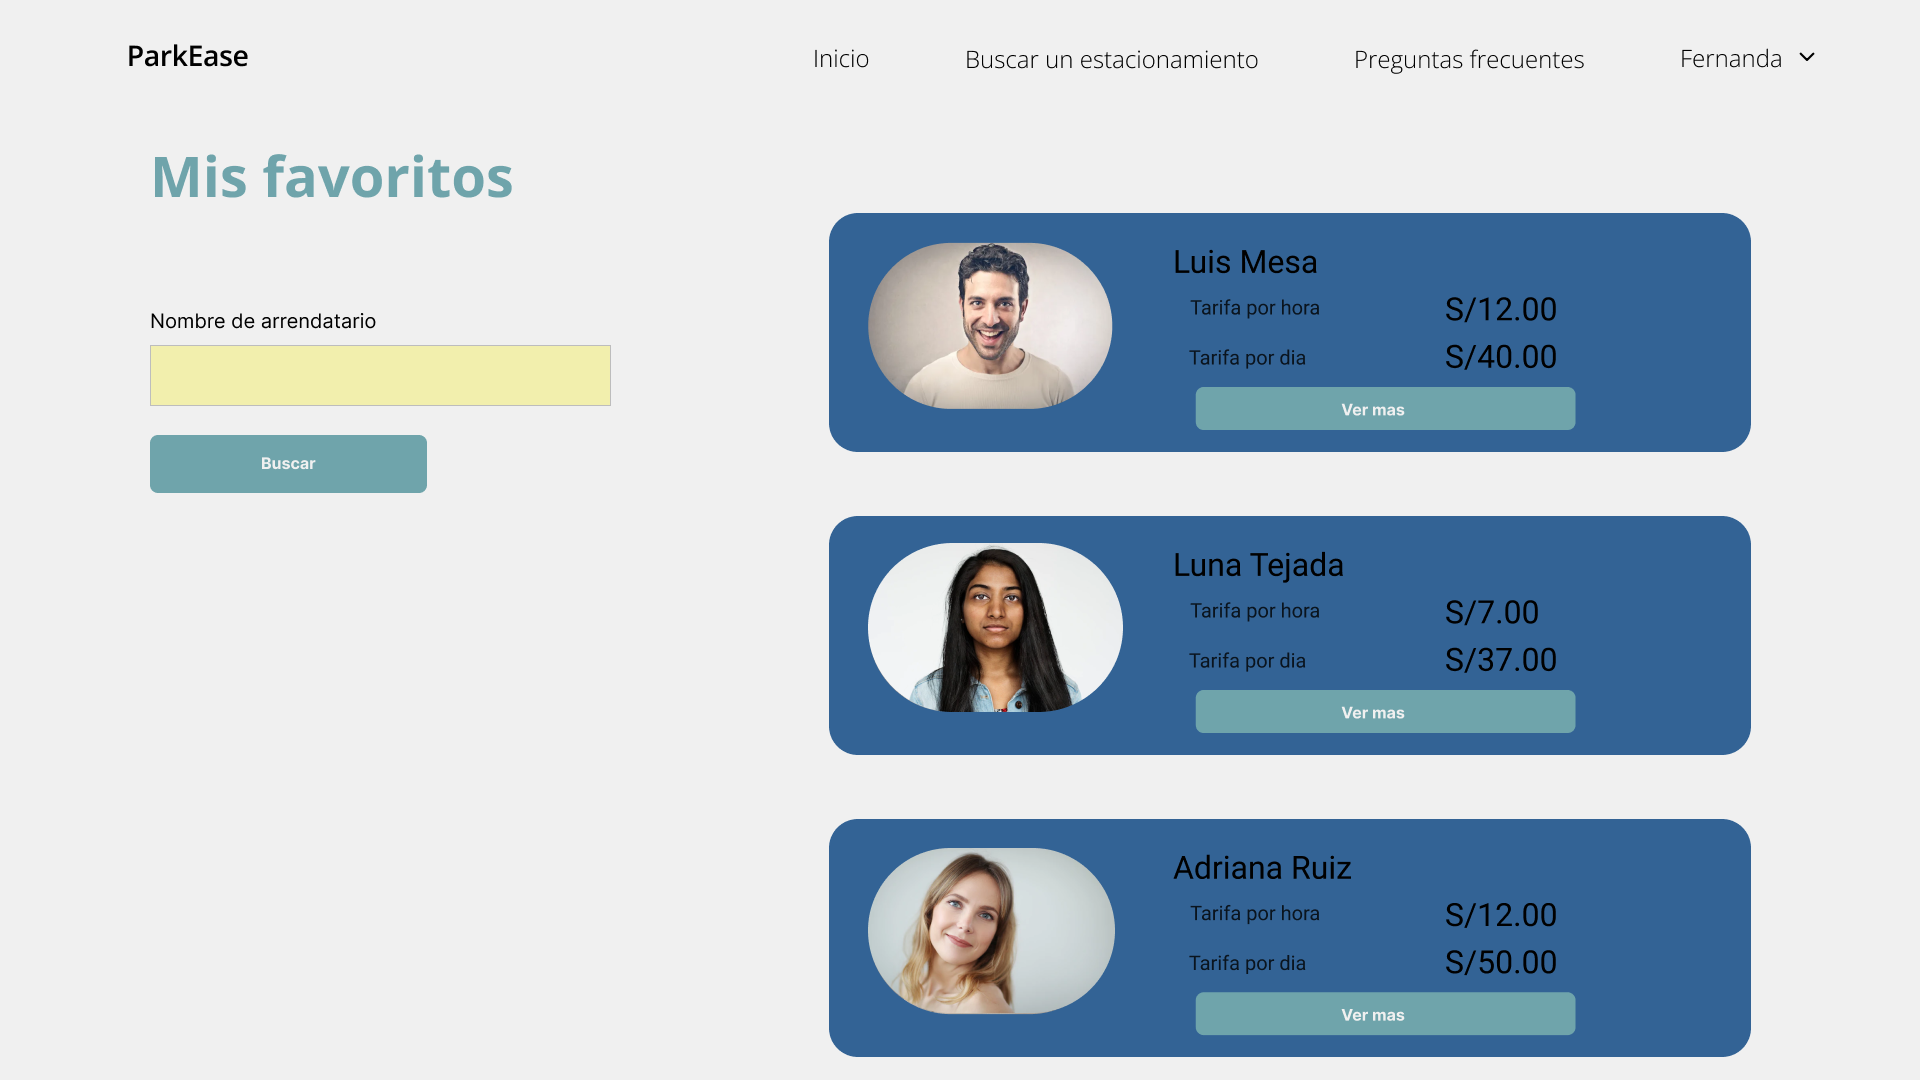 ParkEase
Inicio
Buscar un estacionamiento
Preguntas frecuentes
Fernanda
Mis favoritos
Nombre de arrendatario
Buscar
Luis Mesa
Tarifa por hora S/12.00
Tarifa por dia S/40.00
Ver mas
Luna Tejada
Tarifa por hora S/7.00
Tarifa por dia S/37.00
Ver mas
Adriana Ruiz
Tarifa por hora S/12.00
Tarifa por dia S/50.00
Ver mas